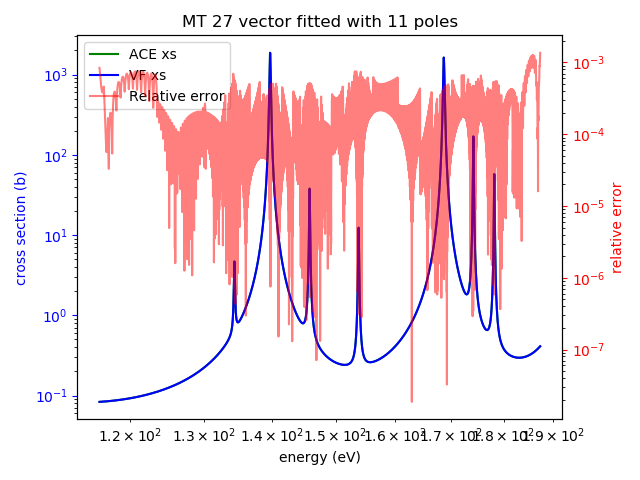 MT 27 vector fitted with 11 poles
ACE xs
VF xs
Relative error
cross section (b)
10³
10²
10¹
10⁰
10⁻¹
10⁻³
10⁻⁴
10⁻⁵
10⁻⁶
10⁻⁷
relative error
1.2 × 10² 1.3 × 10² 1.4 × 10² 1.5 × 10² 1.6 × 10² 1.7 × 10² 1.8 × 10² 1.9 × 10²
energy (eV)